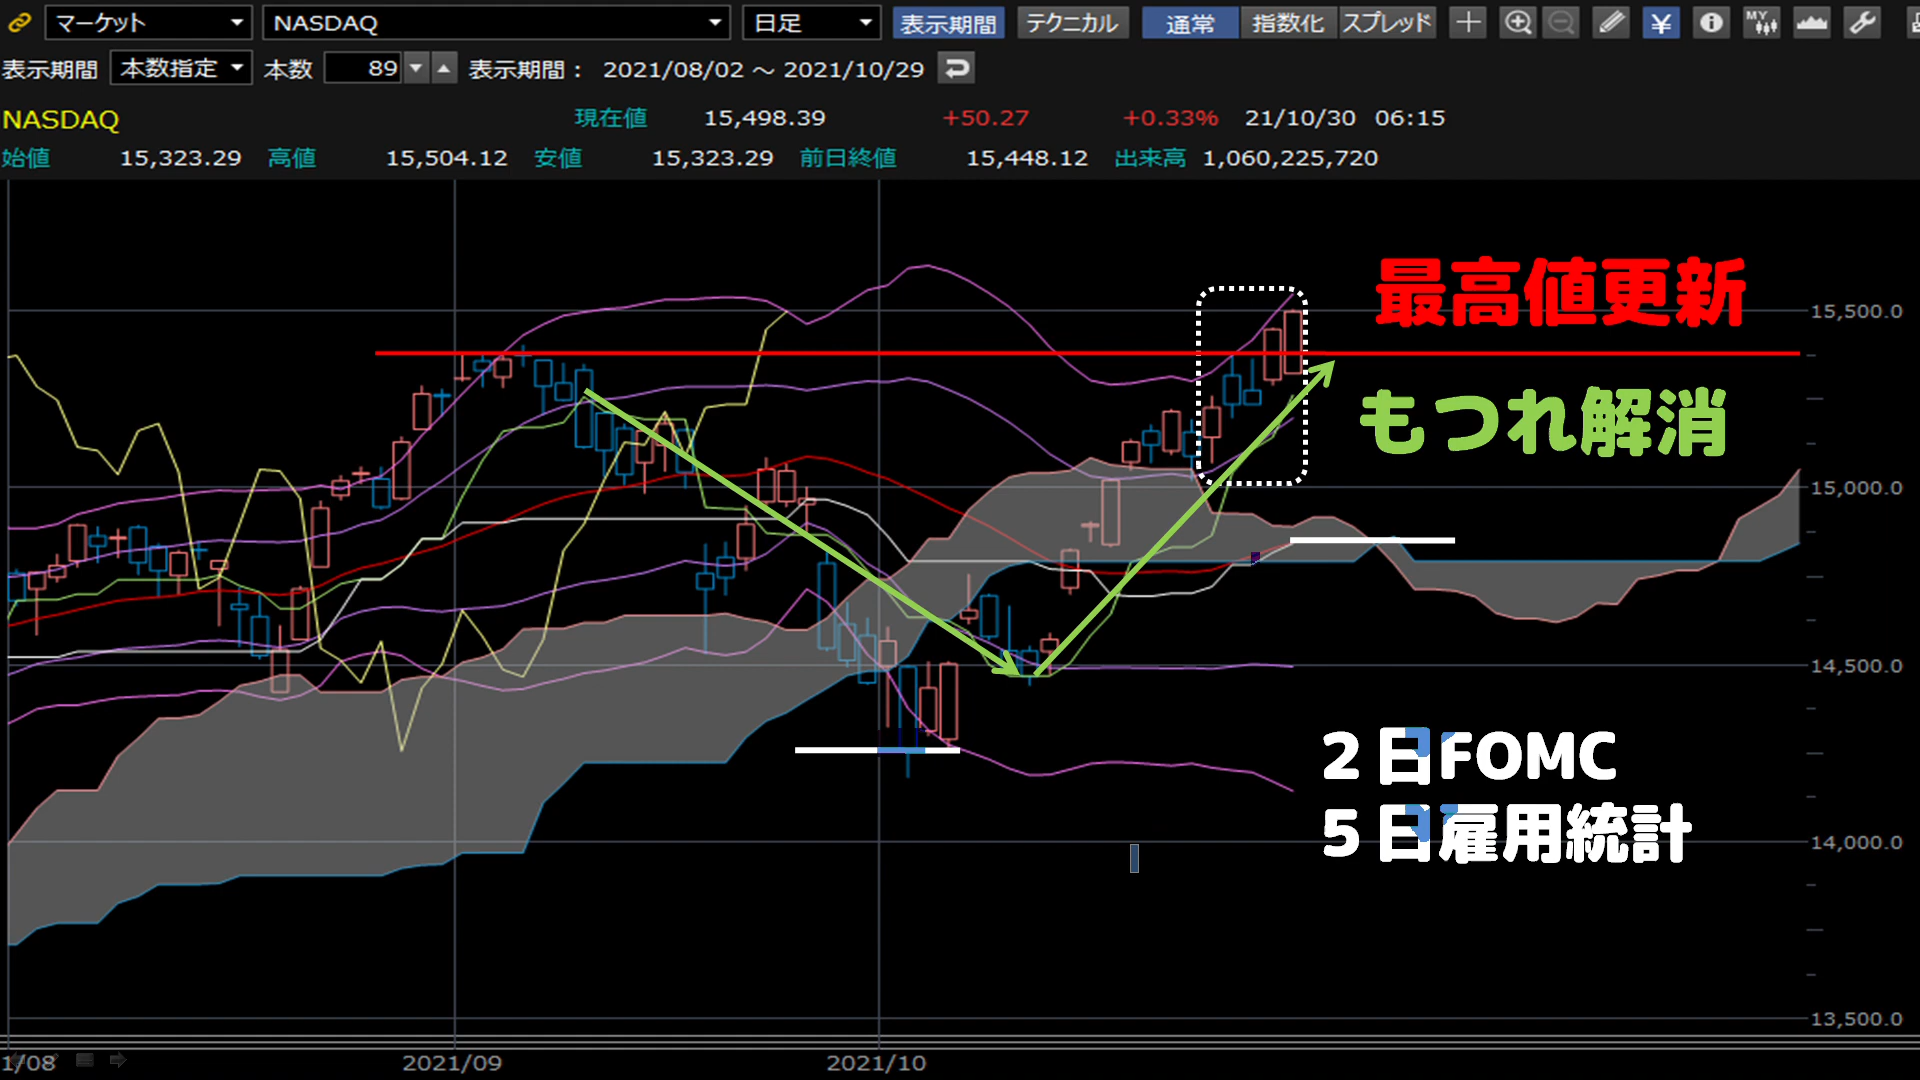 マーケット NASDAQ 日足 表示期間 テクニカル 通常 指数化 スプレッド ¥ MY
表示期間 本数指定 本数 89 表示期間： 2021/08/02 ～ 2021/10/29
NASDAQ 現在値 15,498.39 +50.27 +0.33% 21/10/30 06:15
始値 15,323.29 高値 15,504.12 安値 15,323.29 前日終値 15,448.12 出来高 1,060,225,720
最高値更新
15,500.0
もつれ解消
15,000.0
14,500.0
2日FOMC
5日雇用統計
14,000.0
13,500.0
1/08 2021/09 2021/10